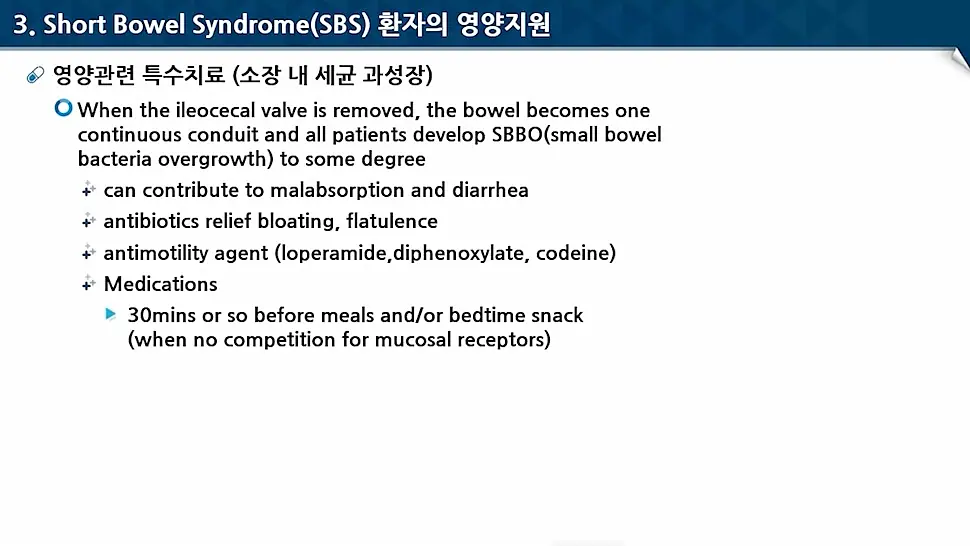 3. Short Bowel Syndrome(SBS) 환자의 영양지원
영양관련 특수치료 (소장 내 세균 과성장)
When the ileocecal valve is removed, the bowel becomes one
continuous conduit and all patients develop SBBO(small bowel
bacteria overgrowth) to some degree
can contribute to malabsorption and diarrhea
antibiotics relief bloating, flatulence
antimotility agent (loperamide,diphenoxylate, codeine)
Medications
30mins or so before meals and/or bedtime snack
(when no competition for mucosal receptors)